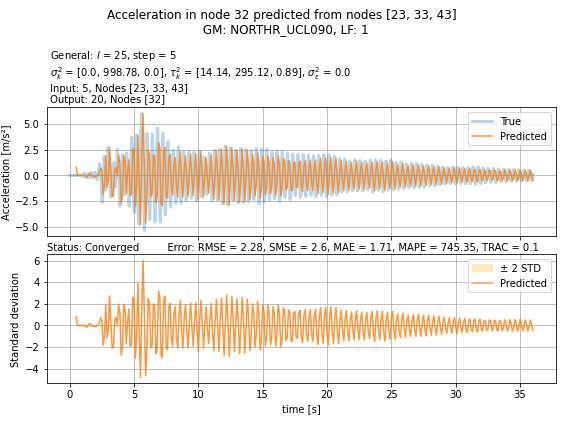 Acceleration in node 32 predicted from nodes [23, 33, 43]
GM: NORTHR_UCL090, LF: 1
General: l = 25, step = 5
σ²ₖ = [0.0, 998.78, 0.0], τ²ₖ = [14.14, 295.12, 0.89], σ²ε = 0.0
Input: 5, Nodes [23, 33, 43]
Output: 20, Nodes [32]
Acceleration [m/s²]
5.0
2.5
0.0
−2.5
−5.0
True
Predicted
Status: Converged
Error: RMSE = 2.28, SMSE = 2.6, MAE = 1.71, MAPE = 745.35, TRAC = 0.1
Standard deviation
6
4
2
0
−2
−4
± 2 STD
Predicted
0 5 10 15 20 25 30 35
time [s]